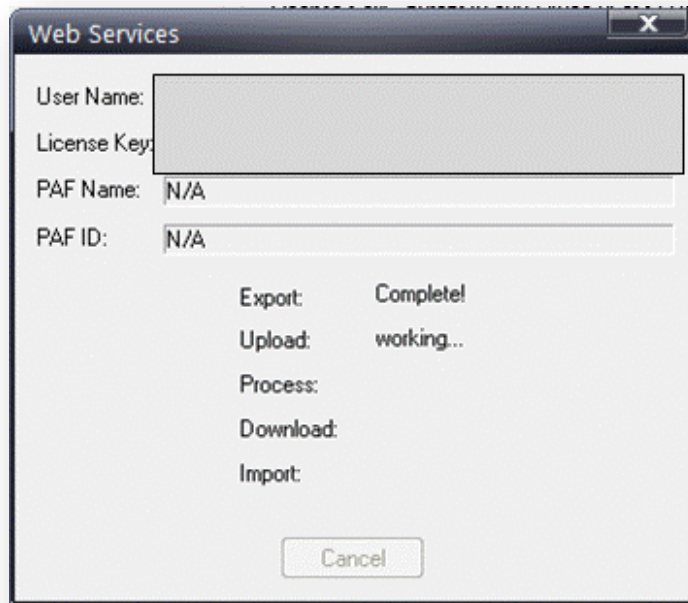 Web Services
X
User Name:
License Key:
PAF Name: N/A
PAF ID: N/A
Export: Complete!
Upload: working...
Process:
Download:
Import:
Cancel